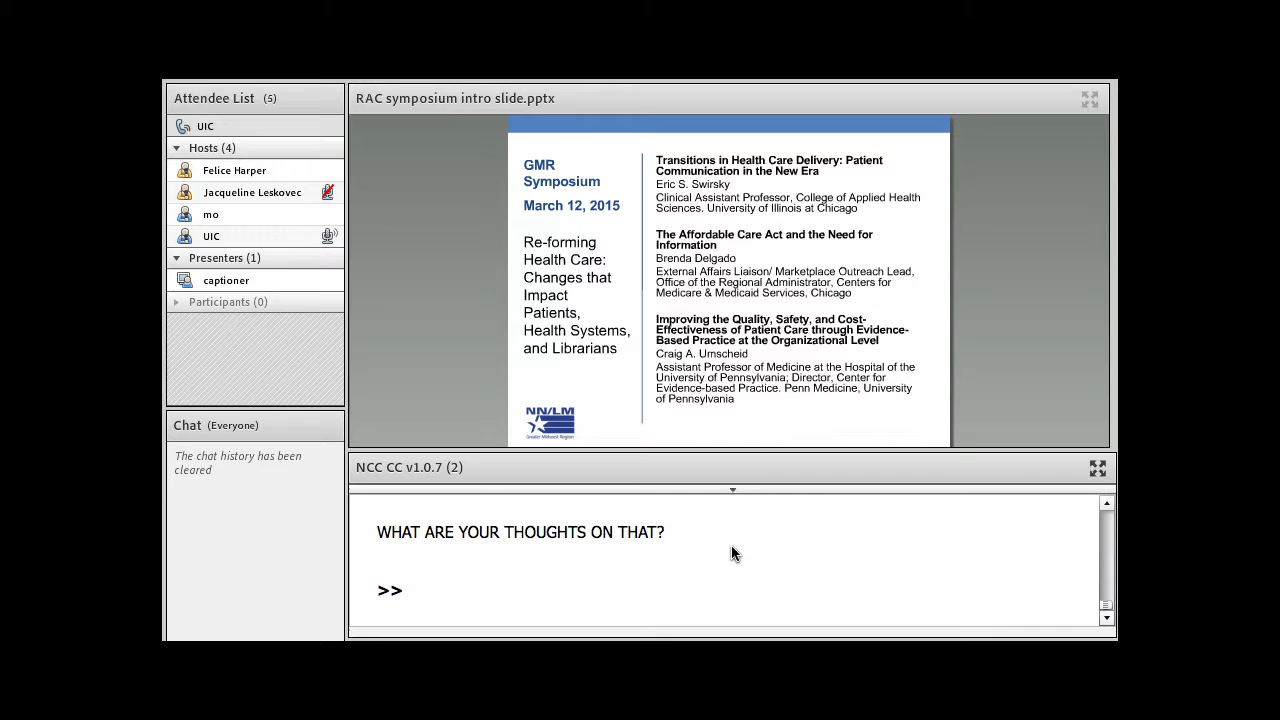 Attendee List (5)
UIC
Hosts (4)
Felice Harper
Jacqueline Leskovec
mo
UIC
Presenters (1)
captioner
Participants (0)
Chat (Everyone)
The chat history has been
cleared
RAC symposium intro slide.pptx
GMR
Symposium
March 12, 2015
Re-forming
Health Care:
Changes that
Impact
Patients,
Health Systems,
and Librarians
NN/LM
Greater Midwest Region
Transitions in Health Care Delivery: Patient
Communication in the New Era
Eric S. Swirsky
Clinical Assistant Professor, College of Applied Health
Sciences. University of Illinois at Chicago
The Affordable Care Act and the Need for
Information
Brenda Delgado
External Affairs Liaison/ Marketplace Outreach Lead,
Office of the Regional Administrator, Centers for
Medicare & Medicaid Services, Chicago
Improving the Quality, Safety, and Cost-
Effectiveness of Patient Care through Evidence-
Based Practice at the Organizational Level
Craig A. Umscheid
Assistant Professor of Medicine at the Hospital of the
University of Pennsylvania; Director, Center for
Evidence-based Practice. Penn Medicine, University
of Pennsylvania
NCC CC v1.0.7 (2)
WHAT ARE YOUR THOUGHTS ON THAT?
>>